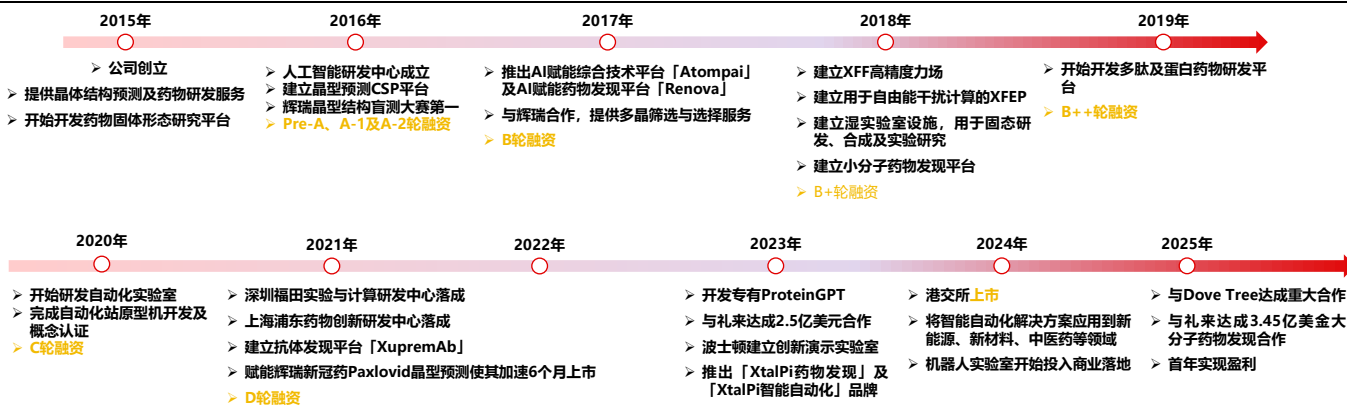 2015年
➢ 公司创立
➢ 提供晶体结构预测及药物研发服务
➢ 开始开发药物固体形态研究平台
2016年
➢ 人工智能研发中心成立
➢ 建立晶型预测CSP平台
➢ 辉瑞晶型结构盲测大赛第一
➢ Pre-A、A-1及A-2轮融资
2017年
➢ 推出AI赋能综合技术平台「Atompai」
及AI赋能药物发现平台「Renova」
➢ 与辉瑞合作，提供多晶筛选与选择服务
➢ B轮融资
2018年
➢ 建立XFF高精度力场
➢ 建立用于自由能干扰计算的XFEP
➢ 建立湿实验室设施，用于固态研
发、合成及实验研究
➢ 建立小分子药物发现平台
➢ B+轮融资
2019年
➢ 开始开发多肽及蛋白药物研发平
台
➢ B++轮融资
2020年
➢ 开始研发自动化实验室
➢ 完成自动化站原型机开发及
概念认证
➢ C轮融资
2021年
2022年
➢ 深圳福田实验与计算研发中心落成
➢ 上海浦东药物创新研发中心落成
➢ 建立抗体发现平台「XupremAb」
➢ 赋能辉瑞新冠药Paxlovid晶型预测使其加速6个月上市
➢ D轮融资
2023年
➢ 开发专有ProteinGPT
➢ 与礼来达成2.5亿美元合作
➢ 波士顿建立创新演示实验室
➢ 推出「XtalPi药物发现」及
「XtalPi智能自动化」品牌
2024年
➢ 港交所上市
➢ 将智能自动化解决方案应用到新
能源、新材料、中医药等领域
➢ 机器人实验室开始投入商业落地
2025年
➢ 与Dove Tree达成重大合作
➢ 与礼来达成3.45亿美金大
分子药物发现合作
➢ 首年实现盈利